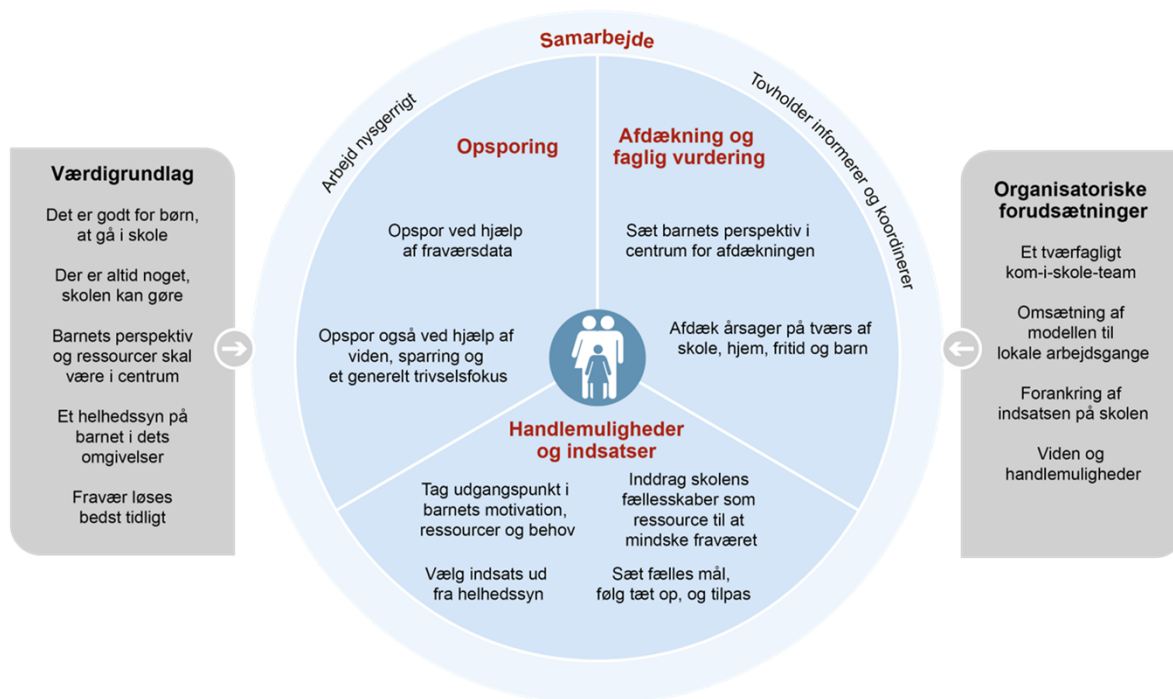 Samarbejde
Arbejd nysgerrigt
Tovholder informerer og koordinerer
Værdigrundlag
Det er godt for børn,
at gå i skole
Der er altid noget,
skolen kan gøre
Barnets perspektiv
og ressourcer skal
være i centrum
Et helhedssyn på
barnet i dets
omgivelser
Fravær løses
bedst tidligt
Opsporing
Opspor ved hjælp
af fraværsdata
Opspor også ved hjælp af
viden, sparring og
et generelt trivselsfokus
Afdækning og
faglig vurdering
Sæt barnets perspektiv i
centrum for afdækningen
Afdæk årsager på tværs af
skole, hjem, fritid og barn
Handlemuligheder
og indsatser
Tag udgangspunkt i
barnets motivation,
ressourcer og behov
Inddrag skolens
fællesskaber som
ressource til at
mindske fraværet
Vælg indsats ud
fra helhedssyn
Sæt fælles mål,
følg tæt op, og tilpas
Organisatoriske
forudsætninger
Et tværfagligt
kom-i-skole-team
Omsætning af
modellen til
lokale arbejdsgange
Forankring af
indsatsen på skolen
Viden og
handlemuligheder